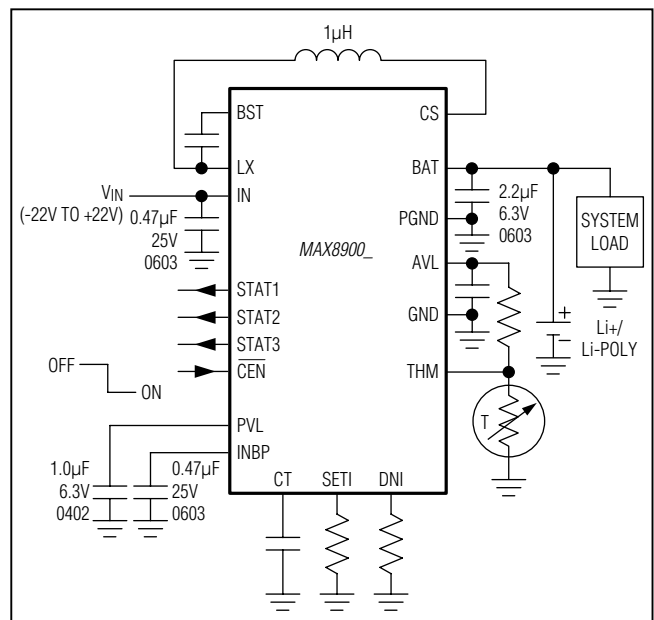 1µH
BST
CS
LX
BAT
VIN
IN
(-22V TO +22V)
0.47µF
25V
0603
2.2µF
6.3V
0603
PGND
SYSTEM
LOAD
MAX8900_
AVL
STAT1
STAT2
STAT3
CEN
GND
Li+/
Li-POLY
OFF
ON
THM
T
PVL
INBP
1.0µF
6.3V
0402
0.47µF
25V
0603
CT
SETI
DNI